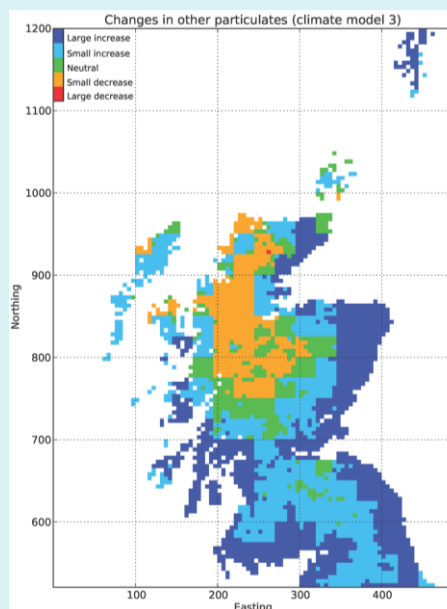 Changes in other particulates (climate model 3)
1200
Large increase
Small increase
Neutral
Small decrease
Large decrease
1100
1000
900
800
700
600
Northing
100 200 300 400
Easting